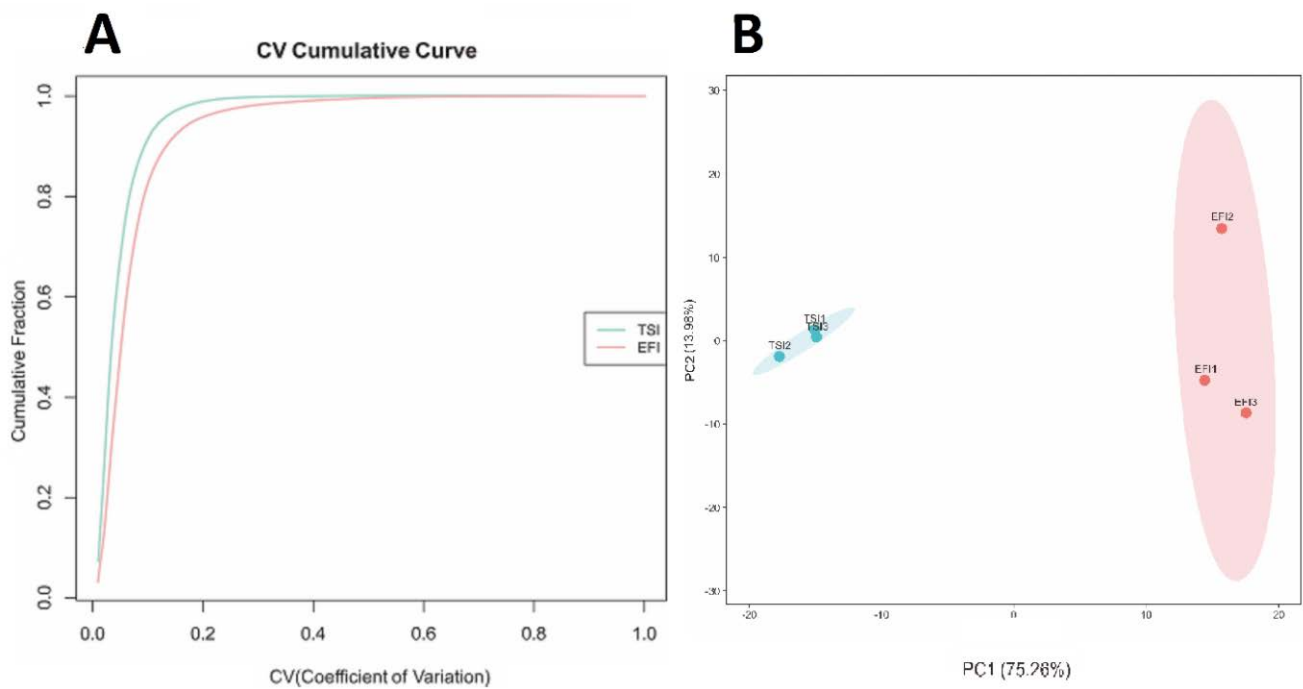 A
CV Cumulative Curve
1.0
0.8
0.6
0.4
0.2
0.0
Cumulative Fraction
TSI
EFI
0.0 0.2 0.4 0.6 0.8 1.0
CV(Coefficient of Variation)
B
30
20
10
0
-10
-20
-30
PC2 (13.98%)
EFI2
TSI1
TSI3
TSI2
EFI1
EFI3
-20 -10 0 10 20
PC1 (75.26%)